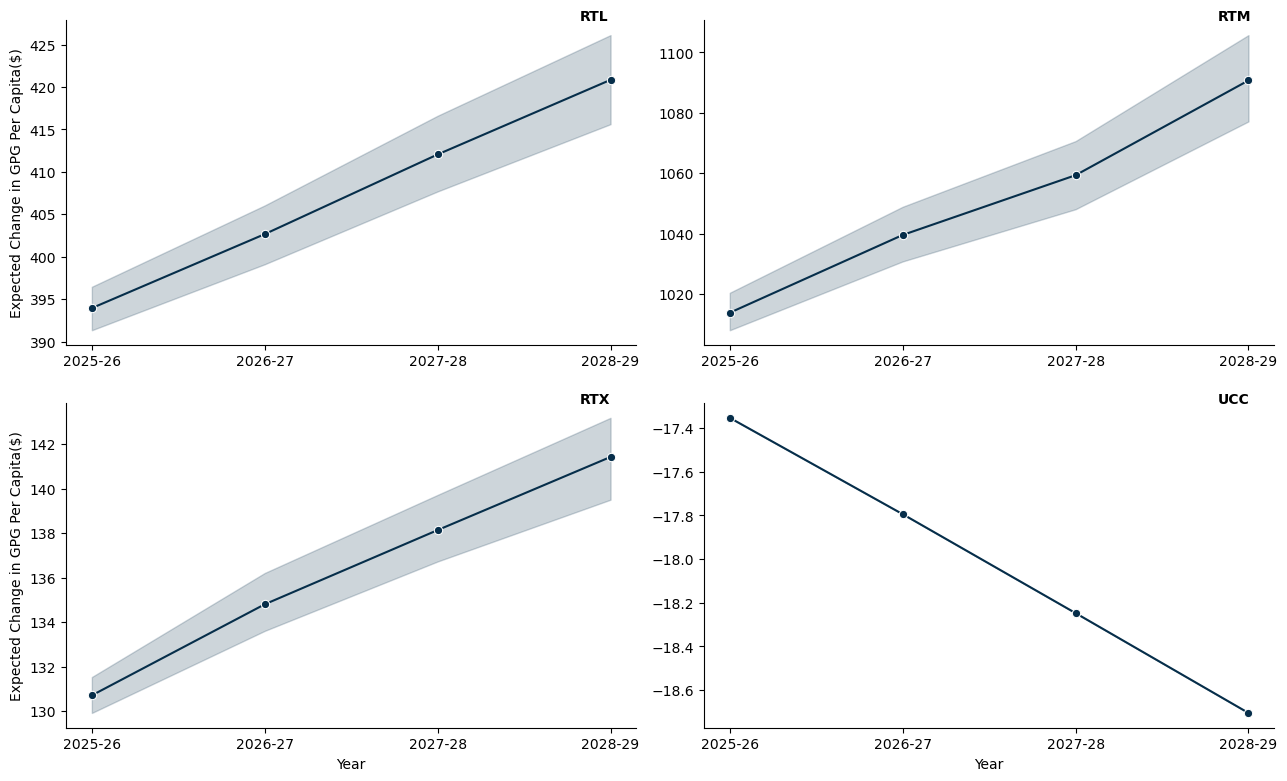 RTL
Expected Change in GPG Per Capita($)
425
420
415
410
405
400
395
390
2025-26 2026-27 2027-28 2028-29
RTM
1100
1080
1060
1040
1020
2025-26 2026-27 2027-28 2028-29
RTX
Expected Change in GPG Per Capita($)
142
140
138
136
134
132
130
2025-26 2026-27 2027-28 2028-29
Year
UCC
−17.4
−17.6
−17.8
−18.0
−18.2
−18.4
−18.6
2025-26 2026-27 2027-28 2028-29
Year